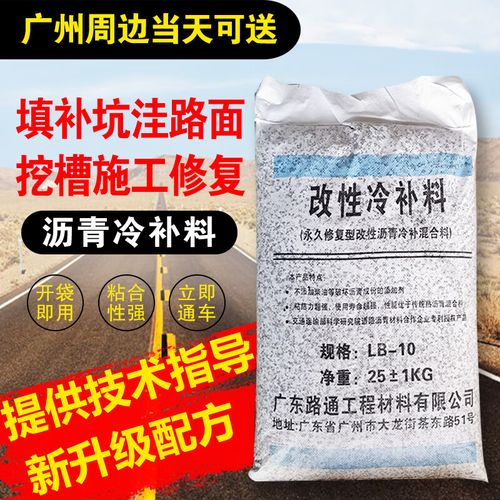 广州周边当天可送
填补坑洼路面
挖槽施工修复
沥青冷补料
开袋即用
粘合性强
立即通车
提供技术指导
新升级配方
改性冷补料
(永久修复型改性沥青冷补混合料)
本产品特点:
规格: LB-10
净重: 25±1KG
广东路通工程材料有限公司
地址:广东省广州市大龙街茶东路51号